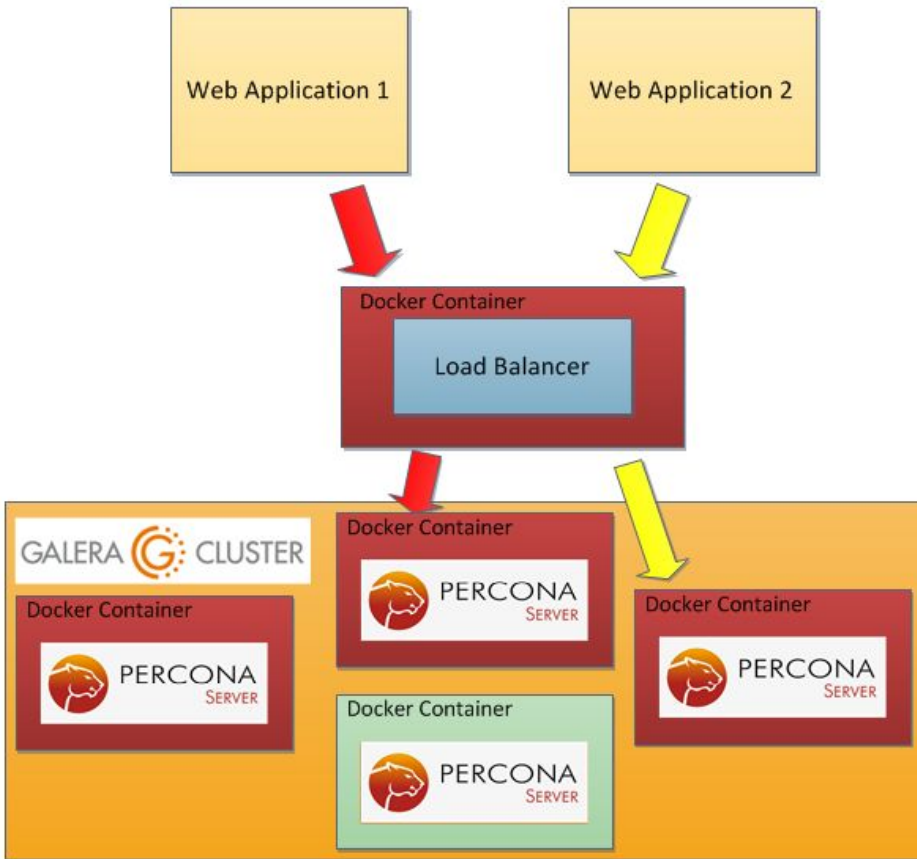 Web Application 1
Web Application 2
Docker Container
Load Balancer
GALERA CLUSTER
Docker Container
PERCONA
SERVER
Docker Container
PERCONA
SERVER
Docker Container
PERCONA
SERVER
Docker Container
PERCONA
SERVER